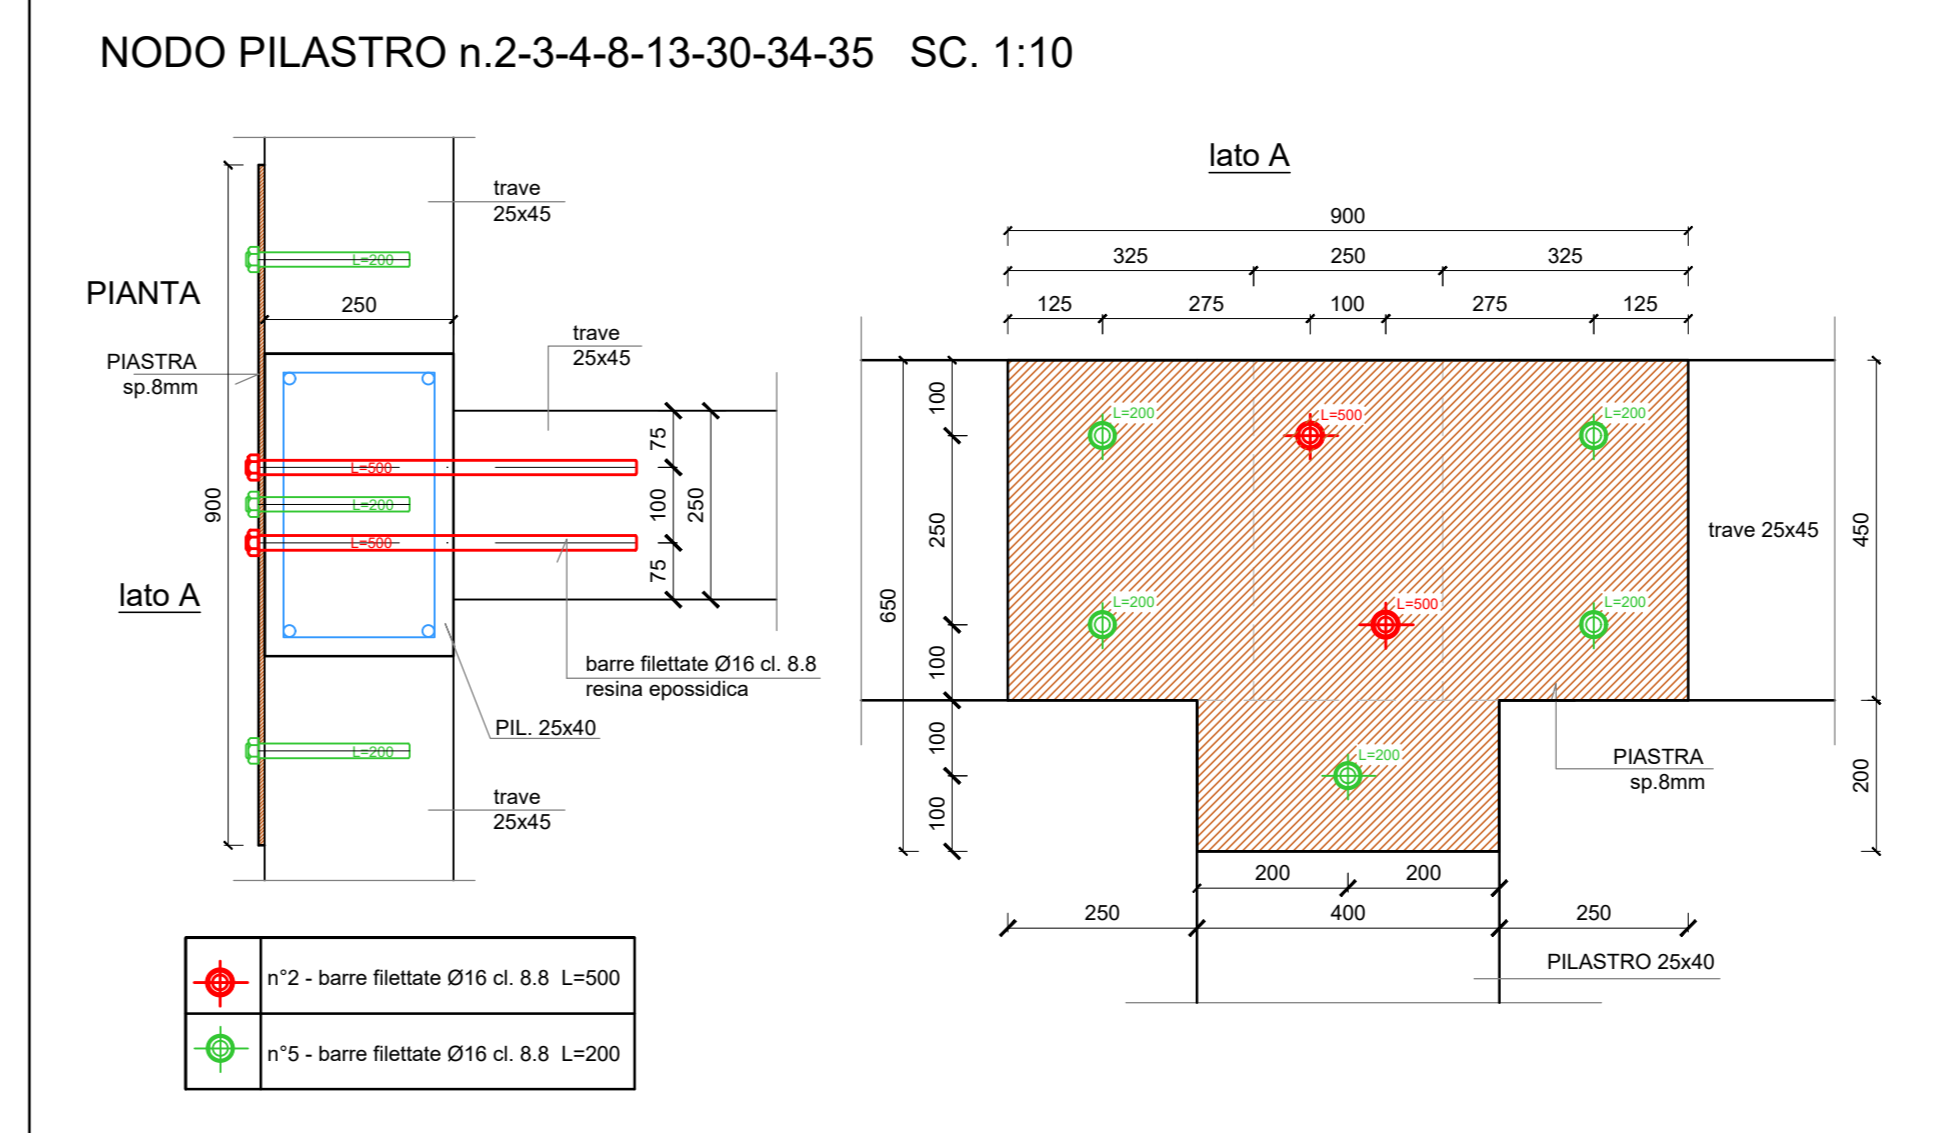 NODO PILASTRO n.2-3-4-8-13-30-34-35 SC. 1:10
trave
25x45
L=200
PIANTA
250
trave
25x45
PIASTRA
sp.8mm
75
L=500
900
L=200
100
250
L=500
75
lato A
barre filettate Ø16 cl. 8.8
resina epossidica
PIL. 25x40
L=200
trave
25x45
n°2 - barre filettate Ø16 cl. 8.8 L=500
n°5 - barre filettate Ø16 cl. 8.8 L=200
lato A
900
325 250 325
125 275 100 275 125
100
L=200 L=500 L=200
250
trave 25x45
450
650
L=200 L=500 L=200
100
100
L=200
PIASTRA
sp.8mm
200
100
200 200
250 400 250
PILASTRO 25x40